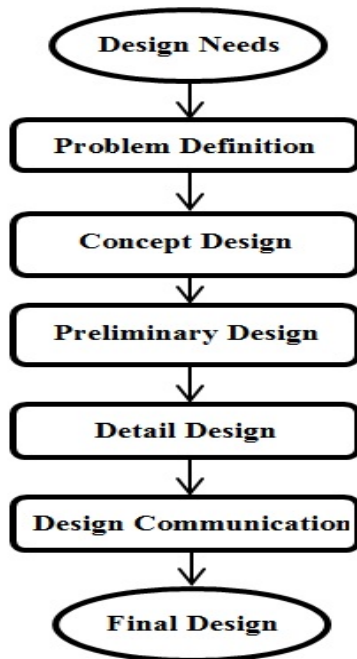 Design Needs
Problem Definition
Concept Design
Preliminary Design
Detail Design
Design Communication
Final Design